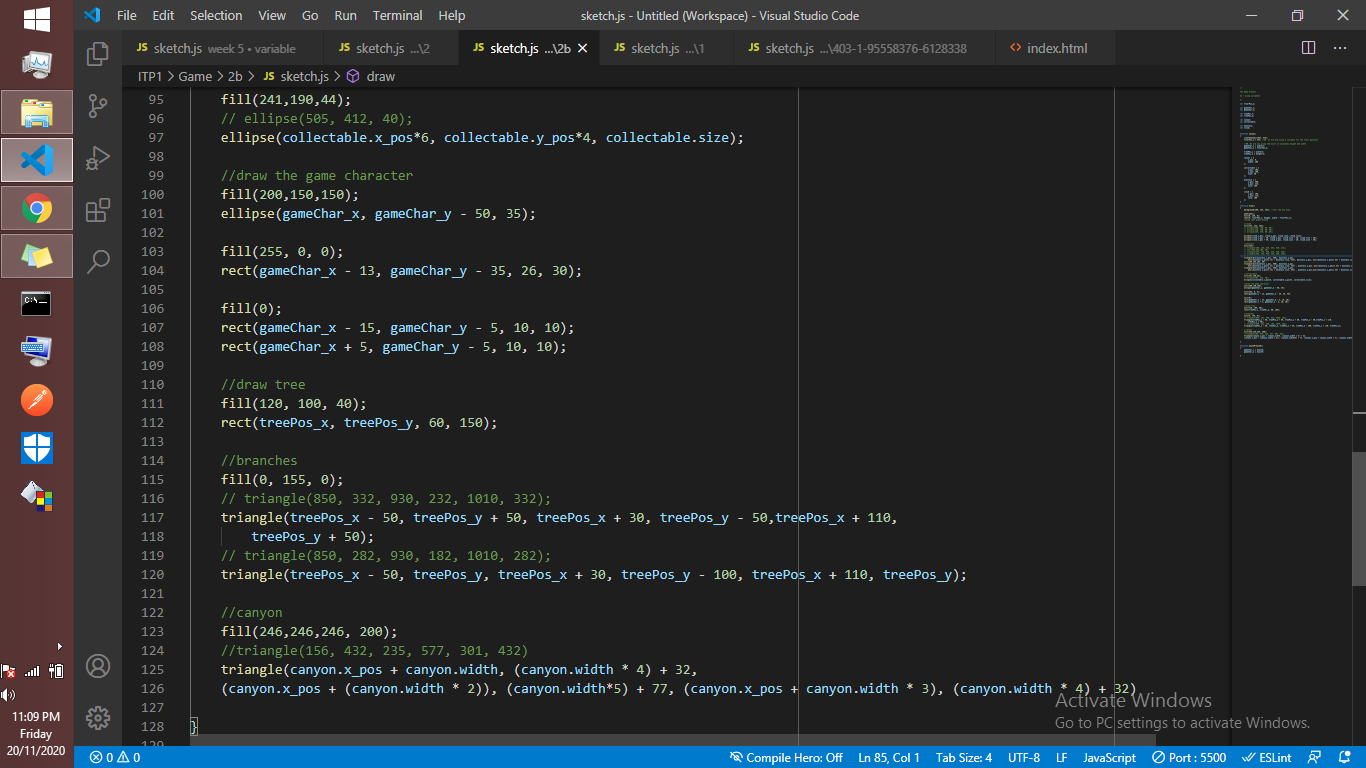 File Edit Selection View Go Run Terminal Help sketch.js - Untitled (Workspace) - Visual Studio Code
JS sketch.js week 5 • variable JS sketch.js ...\2 JS sketch.js ...\2b JS sketch.js ...\1 JS sketch.js ...\403-1-95558376-6128338 <> index.html
ITP1 > Game > 2b > JS sketch.js > draw
95 fill(241,190,44);
96 // ellipse(505, 412, 40);
97 ellipse(collectable.x_pos*6, collectable.y_pos*4, collectable.size);
98
99 //draw the game character
100 fill(200,150,150);
101 ellipse(gameChar_x, gameChar_y - 50, 35);
102
103 fill(255, 0, 0);
104 rect(gameChar_x - 13, gameChar_y - 35, 26, 30);
105
106 fill(0);
107 rect(gameChar_x - 15, gameChar_y - 5, 10, 10);
108 rect(gameChar_x + 5, gameChar_y - 5, 10, 10);
109
110 //draw tree
111 fill(120, 100, 40);
112 rect(treePos_x, treePos_y, 60, 150);
113
114 //branches
115 fill(0, 155, 0);
116 // triangle(850, 332, 930, 232, 1010, 332);
117 triangle(treePos_x - 50, treePos_y + 50, treePos_x + 30, treePos_y - 50,treePos_x + 110,
118 treePos_y + 50);
119 // triangle(850, 282, 930, 182, 1010, 282);
120 triangle(treePos_x - 50, treePos_y, treePos_x + 30, treePos_y - 100, treePos_x + 110, treePos_y);
121
122 //canyon
123 fill(246,246,246, 200);
124 //triangle(156, 432, 235, 577, 301, 432)
125 triangle(canyon.x_pos + canyon.width, (canyon.width * 4) + 32,
126 (canyon.x_pos + (canyon.width * 2)), (canyon.width*5) + 77, (canyon.x_pos + canyon.width * 3), (canyon.width * 4) + 32)
127
128 }
129
Activate Windows
Go to PC settings to activate Windows.
11:09 PM
Friday
20/11/2020
0 0 Compile Hero: Off Ln 85, Col 1 Tab Size: 4 UTF-8 LF JavaScript Port : 5500 ESLint